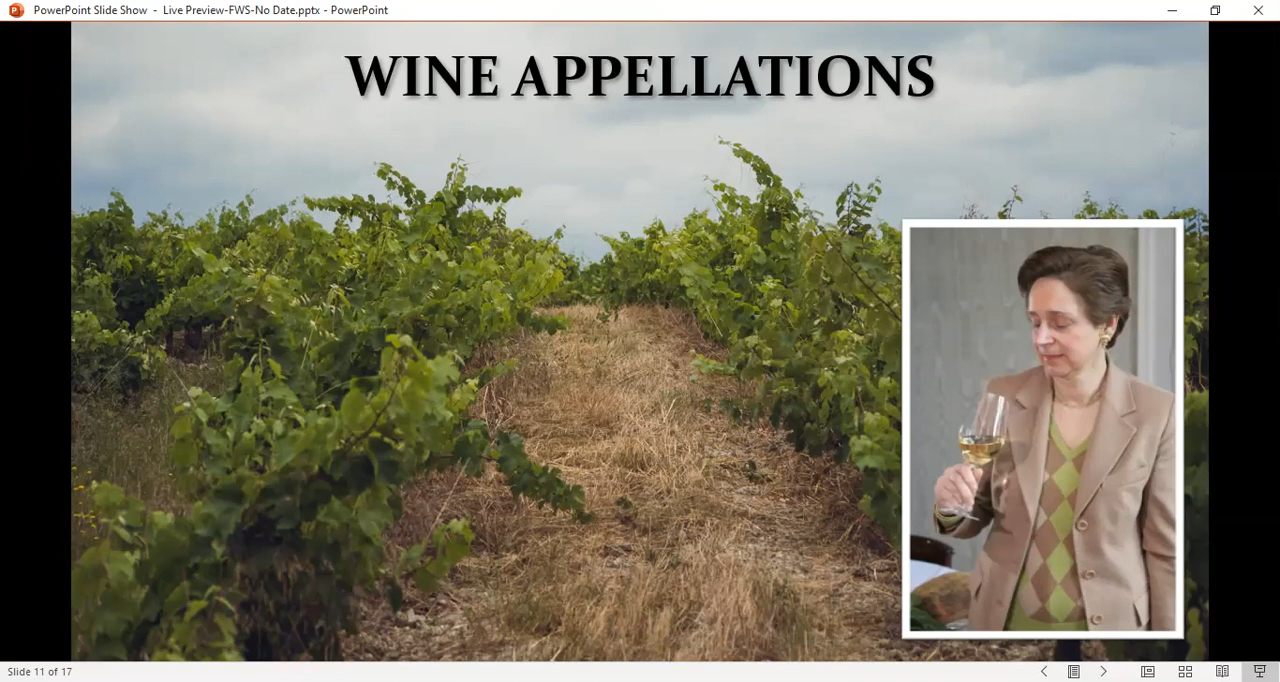 PowerPoint Slide Show - Live Preview-FWS-No Date.pptx - PowerPoint
WINE APPELLATIONS
Slide 11 of 17